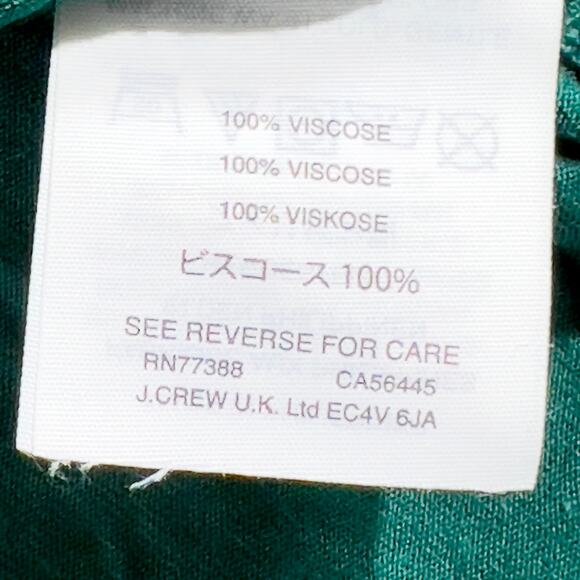 100% VISCOSE
100% VISCOSE
100% VISKOSE
ビスコース 100%
SEE REVERSE FOR CARE
RN77388 CA56445
J.CREW U.K. Ltd EC4V 6JA